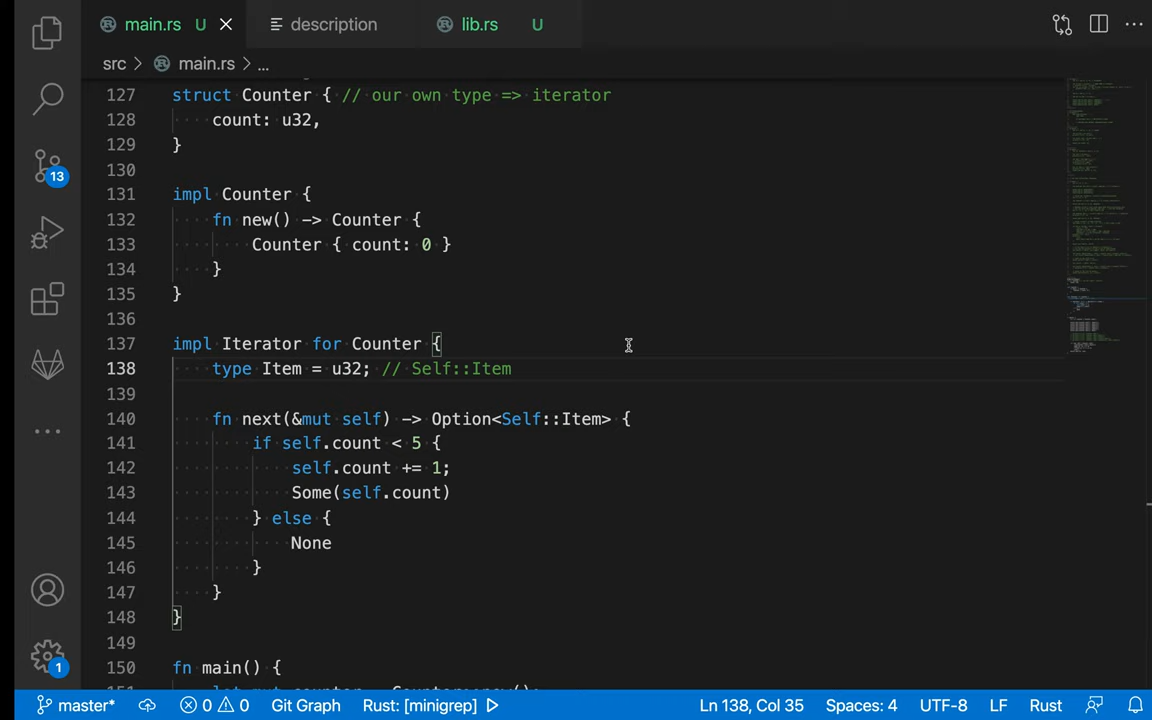 main.rs U description lib.rs U
src > main.rs > ...
127 struct Counter { // our own type => iterator
128 count: u32,
129 }
130
131 impl Counter {
132 fn new() -> Counter {
133 Counter { count: 0 }
134 }
135 }
136
137 impl Iterator for Counter {
138 type Item = u32; // Self::Item
139
140 fn next(&mut self) -> Option<Self::Item> {
141 if self.count < 5 {
142 self.count += 1;
143 Some(self.count)
144 } else {
145 None
146 }
147 }
148 }
149
150 fn main() {
13
1
master* 0 0 Git Graph Rust: [minigrep] Ln 138, Col 35 Spaces: 4 UTF-8 LF Rust